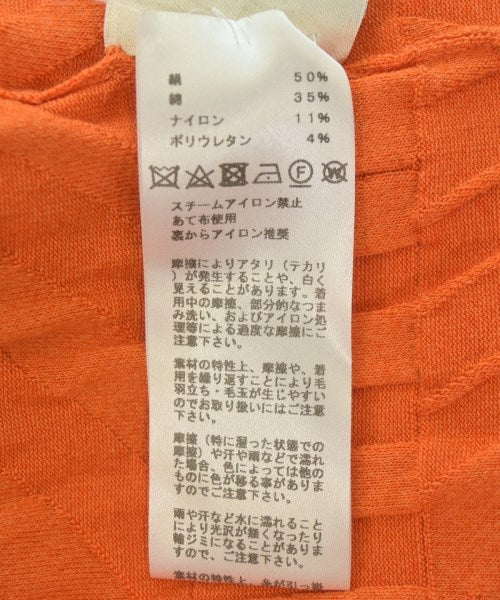 絹 50%
綿 35%
ナイロン 11%
ポリウレタン 4%
スチームアイロン禁止
あて布使用
裏からアイロン推奨
摩擦によりアタリ(テカリ
)が発生することや、白く
見えることがあります。着
用中の摩擦、部分的なつま
み洗い、およびアイロン処
理等による過度な摩擦にご
注意下さい。
素材の特性上、摩擦や、着
用を繰り返すことにより毛
羽立ち・毛玉が生じやすい
のでお取り扱いにはご注意
下さい。
摩擦(特に湿った状態での
摩擦)や汗や雨などで濡れ
た場合、色によっては他の
ものに色が移る事がありま
すのでご注意下さい。
雨や汗など水に濡れること
により光沢が無くなったり
輪ジミになることがありま
すので、ご注意下さい。
素材の特性上、糸が引っ掛